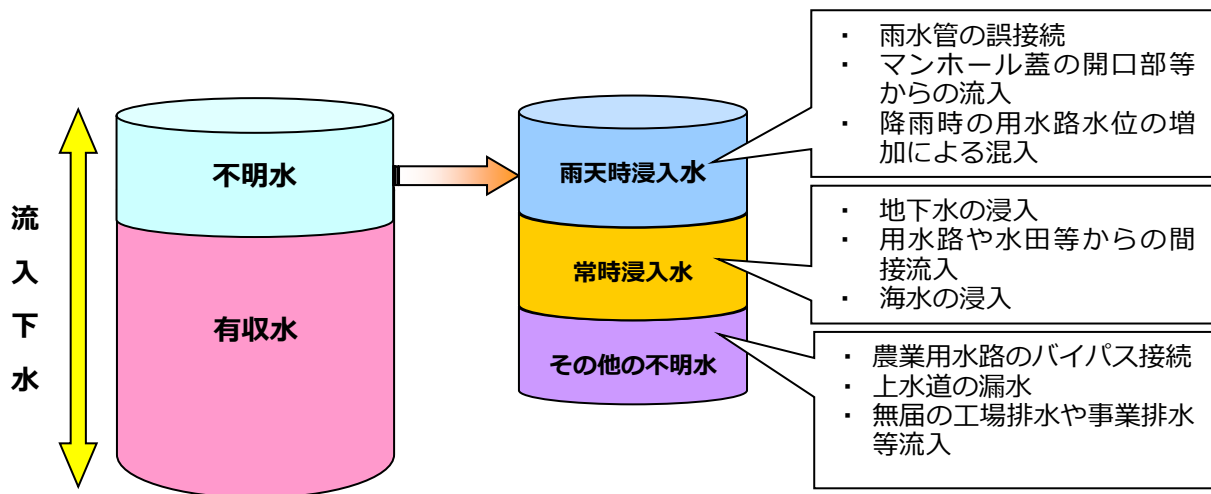 流入下水
不明水
有収水
雨天時浸入水
常時浸入水
その他の不明水
・ 雨水管の誤接続
・ マンホール蓋の開口部等
からの流入
・ 降雨時の用水路水位の増
加による混入
・ 地下水の浸入
・ 用水路や水田等からの間
接流入
・ 海水の浸入
・ 農業用水路のバイパス接続
・ 上水道の漏水
・ 無届の工場排水や事業排水
等流入